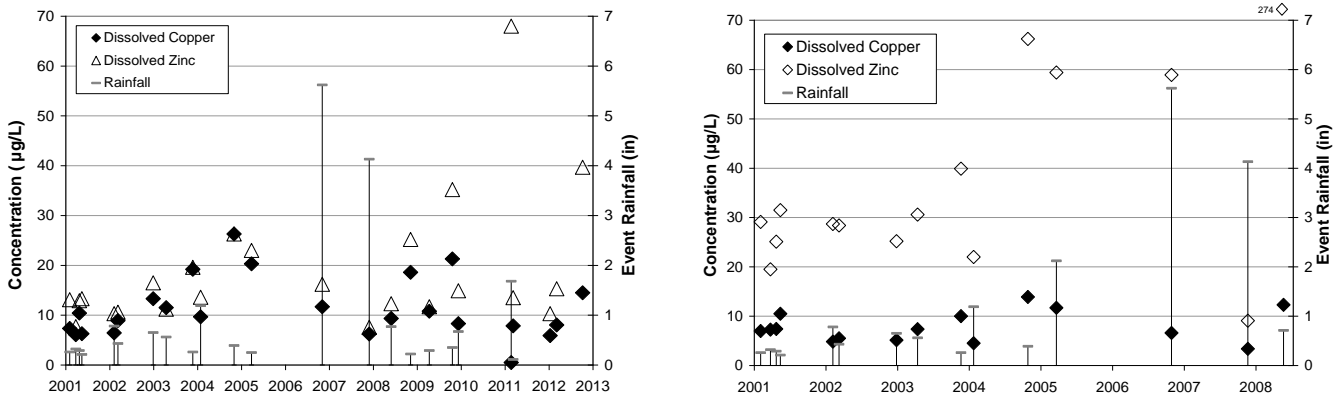 70
60
50
40
30
20
10
0
Concentration ( µg/L)
Dissolved Copper
Dissolved Zinc
Rainfall
7
6
5
4
3
2
1
0
Event Rainfall (in)
2001 2002 2003 2004 2005 2006 2007 2008 2009 2010 2011 2012 2013
70
60
50
40
30
20
10
0
Concentration (µg/L)
Dissolved Copper
Dissolved Zinc
Rainfall
274
7
6
5
4
3
2
1
0
Event Rainfall (in)
2001 2002 2003 2004 2005 2006 2007 2008